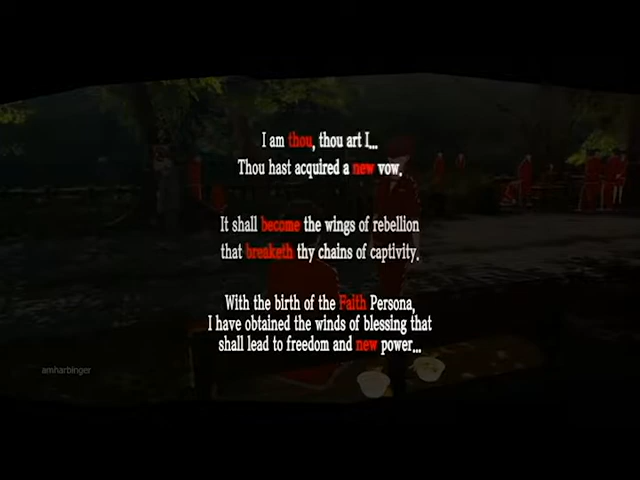 I am thou, thou art I...
Thou hast acquired a new vow.
It shall become the wings of rebellion
that breaketh thy chains of captivity.
With the birth of the Faith Persona,
I have obtained the winds of blessing that
shall lead to freedom and new power...
amharbinger